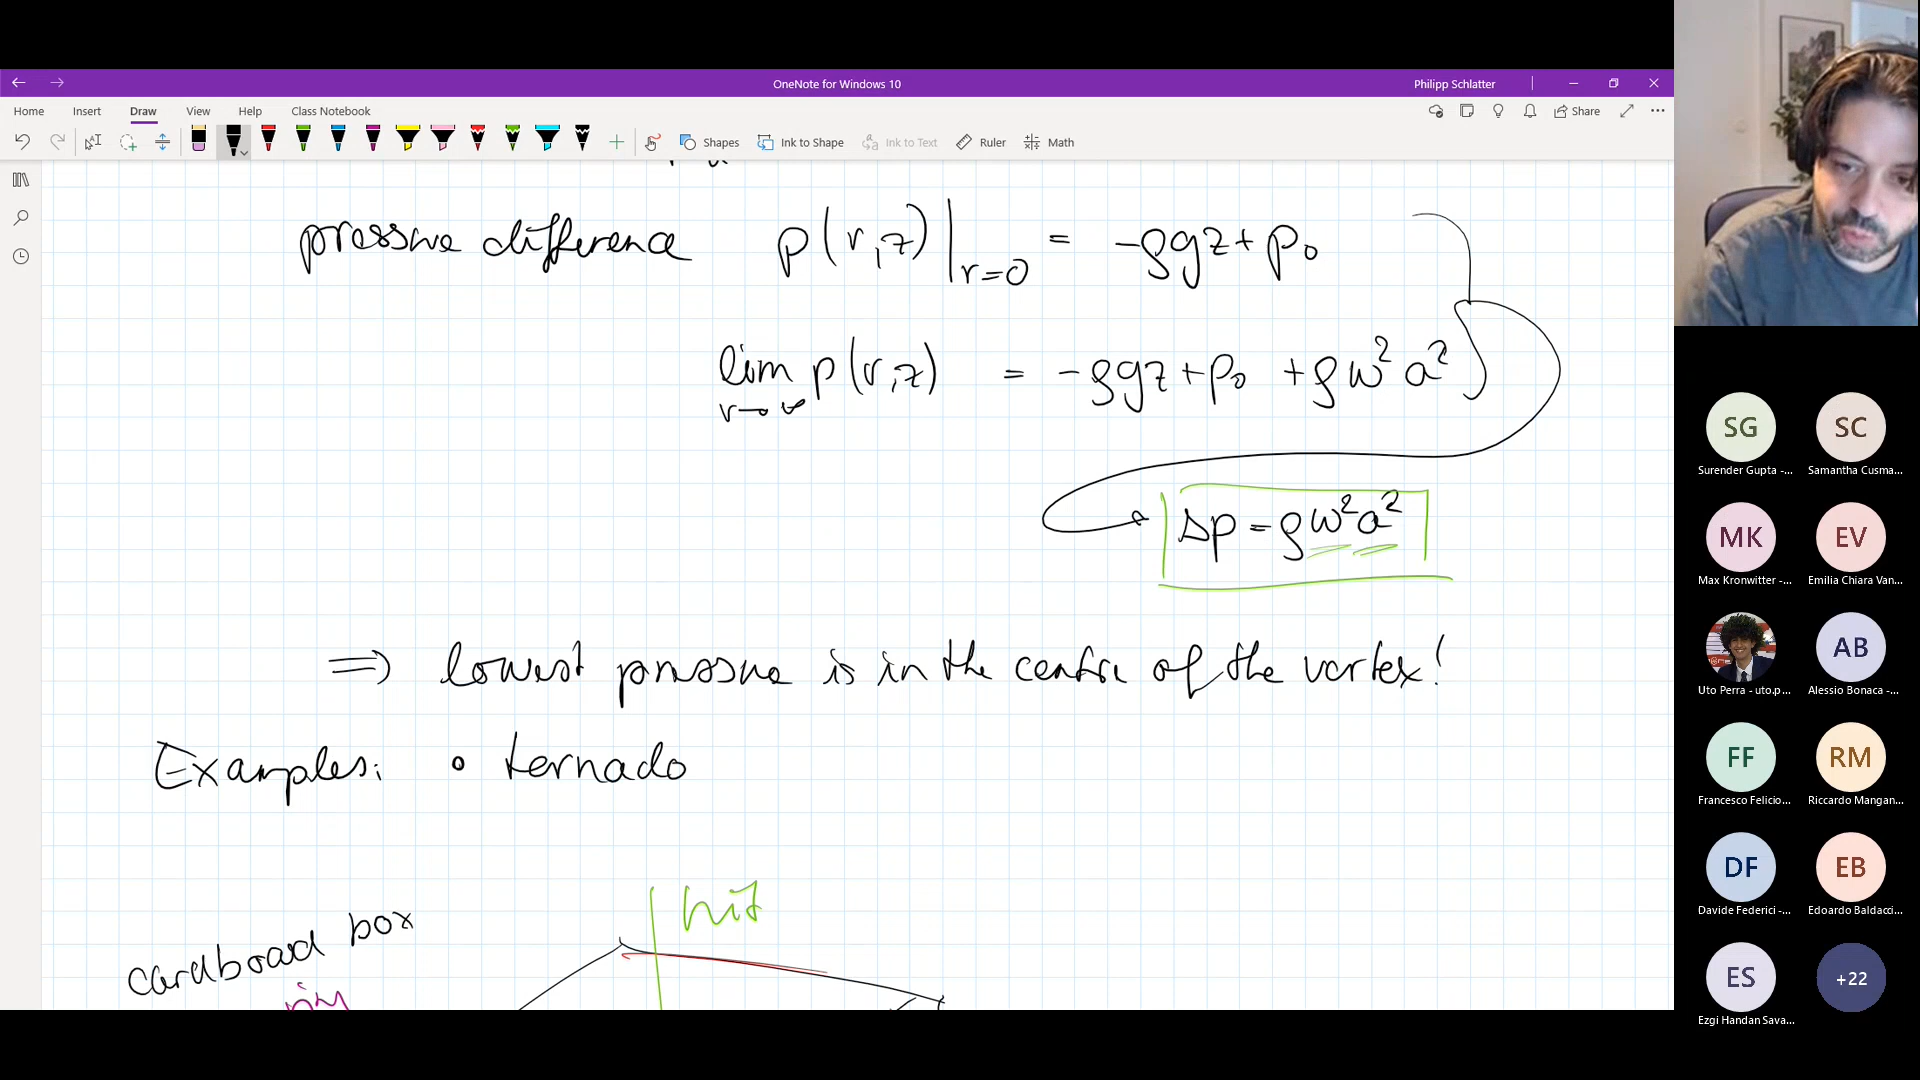 OneNote for Windows 10
Philipp Schlatter
Home Insert Draw View Help Class Notebook
Share
Shapes Ink to Shape Ink to Text Ruler Math
pressure difference p(r,z)|r=0 = -ρgz+p₀
lim r→∞ p(r,z) = -ρgz+p₀ +ρω²a²
Δp=ρω²a²
=> lowest pressure is in the centre of the vortex!
Examples: • tornado
hit
cardboard box
SG SC
Surender Gupta -... Samantha Cusma...
MK EV
Max Kronwitter -... Emilia Chiara Van...
AB
Uto Perra - uto.p... Alessio Bonaca -...
FF RM
Francesco Felicio... Riccardo Mangan...
DF EB
Davide Federici -... Edoardo Baldacci...
ES +22
Ezgi Handan Sava...